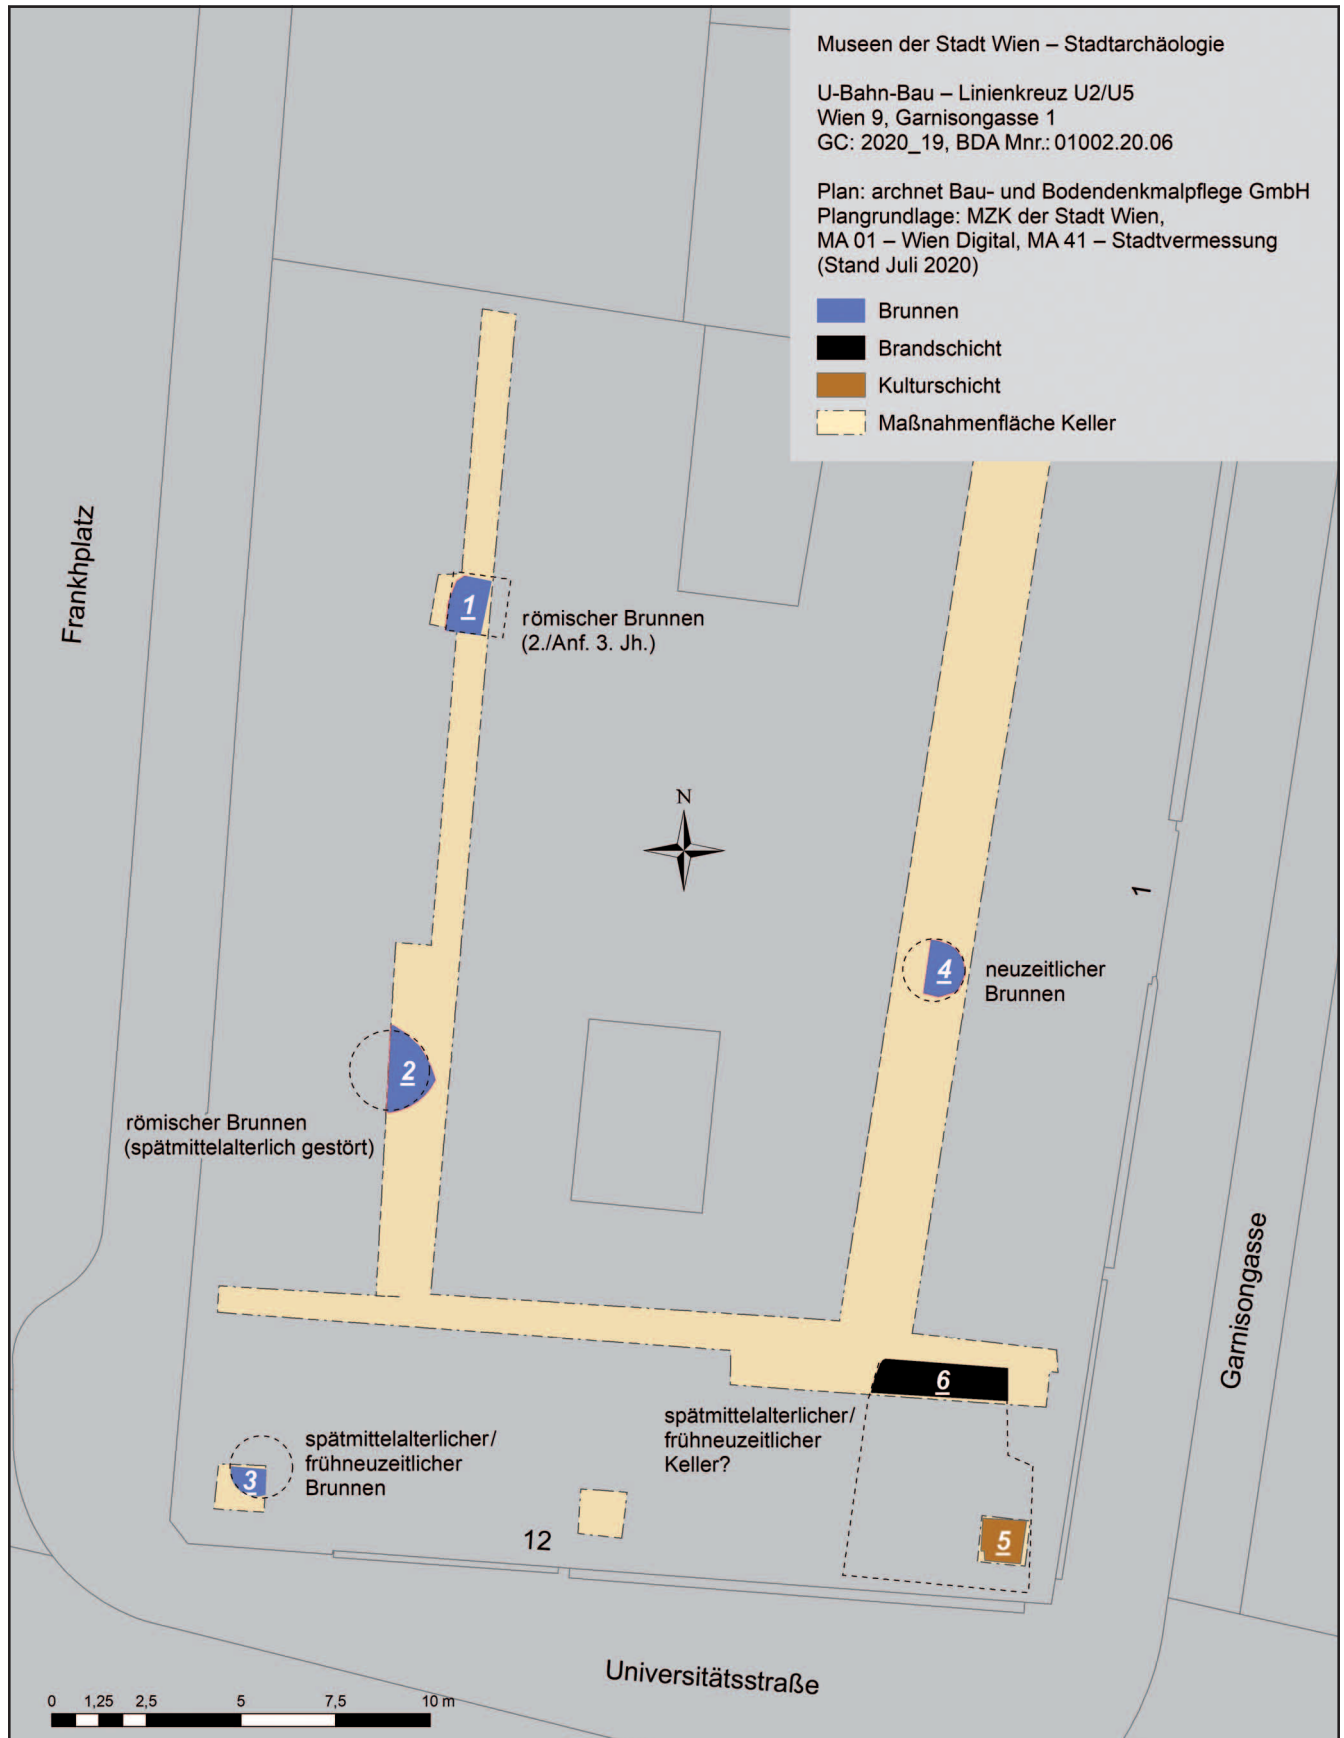 Museen der Stadt Wien – Stadtarchäologie
U-Bahn-Bau – Linienkreuz U2/U5
Wien 9, Garnisongasse 1
GC: 2020_19, BDA Mnr.: 01002.20.06
Plan: archnet Bau- und Bodendenkmalpflege GmbH
Plangrundlage: MZK der Stadt Wien,
MA 01 – Wien Digital, MA 41 – Stadtvermessung
(Stand Juli 2020)
Brunnen
Brandschicht
Kulturschicht
Maßnahmenfläche Keller
Frankhplatz
1
römischer Brunnen
(2./Anf. 3. Jh.)
N
1
4
neuzeitlicher
Brunnen
2
römischer Brunnen
(spätmittelalterlich gestört)
Garnisongasse
6
spätmittelalterlicher/
frühneuzeitlicher
Keller?
spätmittelalterlicher/
frühneuzeitlicher
Brunnen
3
12
5
Universitätsstraße
0 1,25 2,5 5 7,5 10 m